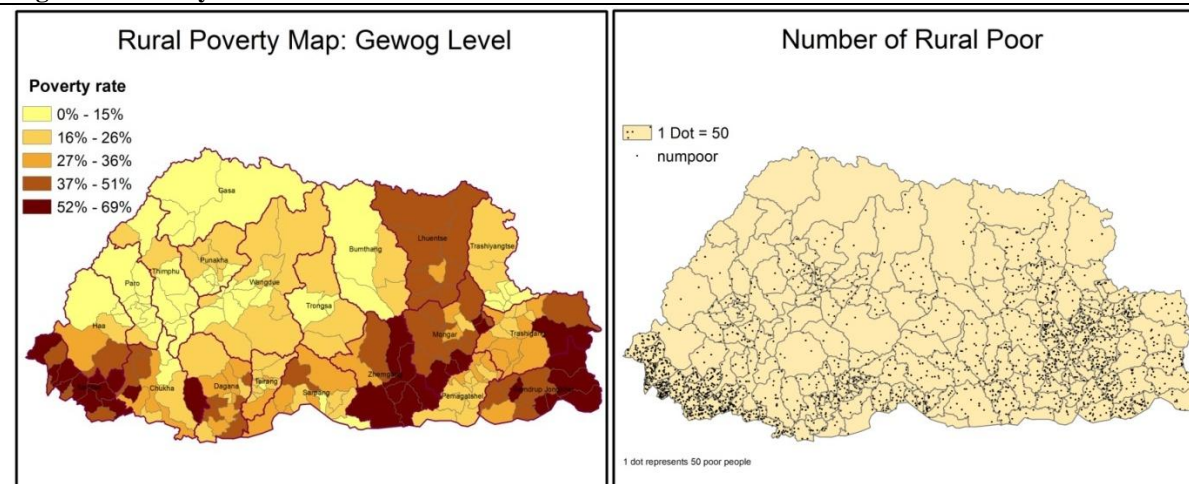 Rural Poverty Map: Gewog Level
Poverty rate
0% - 15%
16% - 26%
27% - 36%
37% - 51%
52% - 69%
Gasa
Lhuentse
Trashiyangtse
Bumthang
Punakha
Thimphu
Paro
Wangdue
Trongsa
Haa
Mongar
Trashigang
Zhemgang
Chukha
Dagana
Tsirang
Sarpang
Pemagatshel
Number of Rural Poor
1 Dot = 50
numpoor
1 dot represents 50 poor people